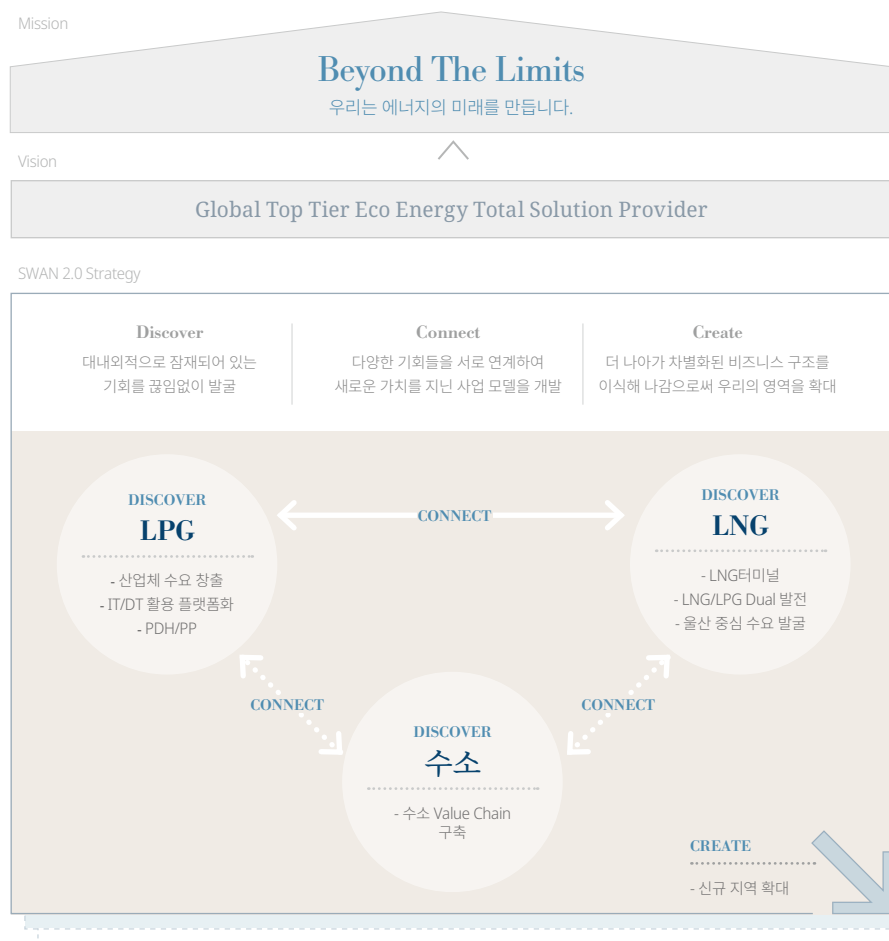 Mission
Beyond The Limits
우리는 에너지의 미래를 만듭니다.
Vision
Global Top Tier Eco Energy Total Solution Provider
SWAN 2.0 Strategy
Discover
대내외적으로 잠재되어 있는
기회를 끊임없이 발굴
Connect
다양한 기회들을 서로 연계하여
새로운 가치를 지닌 사업 모델을 개발
Create
더 나아가 차별화된 비즈니스 구조를
이식해 나감으로써 우리의 영역을 확대
DISCOVER
LPG
- 산업체 수요 창출
- IT/DT 활용 플랫폼화
- PDH/PP
CONNECT
DISCOVER
LNG
- LNG터미널
- LNG/LPG Dual 발전
- 울산 중심 수요 발굴
CONNECT
CONNECT
DISCOVER
수소
- 수소 Value Chain
구축
CREATE
- 신규 지역 확대